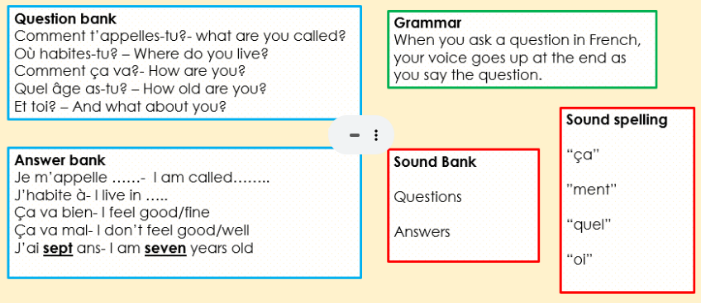 Question bank
Comment t'appelles-tu?- what are you called?
Où habites-tu? – Where do you live?
Comment ça va?- How are you?
Quel âge as-tu? – How old are you?
Et toi? – And what about you?
Grammar
When you ask a question in French,
your voice goes up at the end as
you say the question.
Answer bank
Je m'appelle ……- I am called……..
J'habite à- I live in …..
Ça va bien- I feel good/fine
Ça va mal- I don't feel good/well
J'ai sept ans- I am seven years old
Sound Bank
Questions
Answers
Sound spelling
"ça"
"ment"
"quel"
"oi"